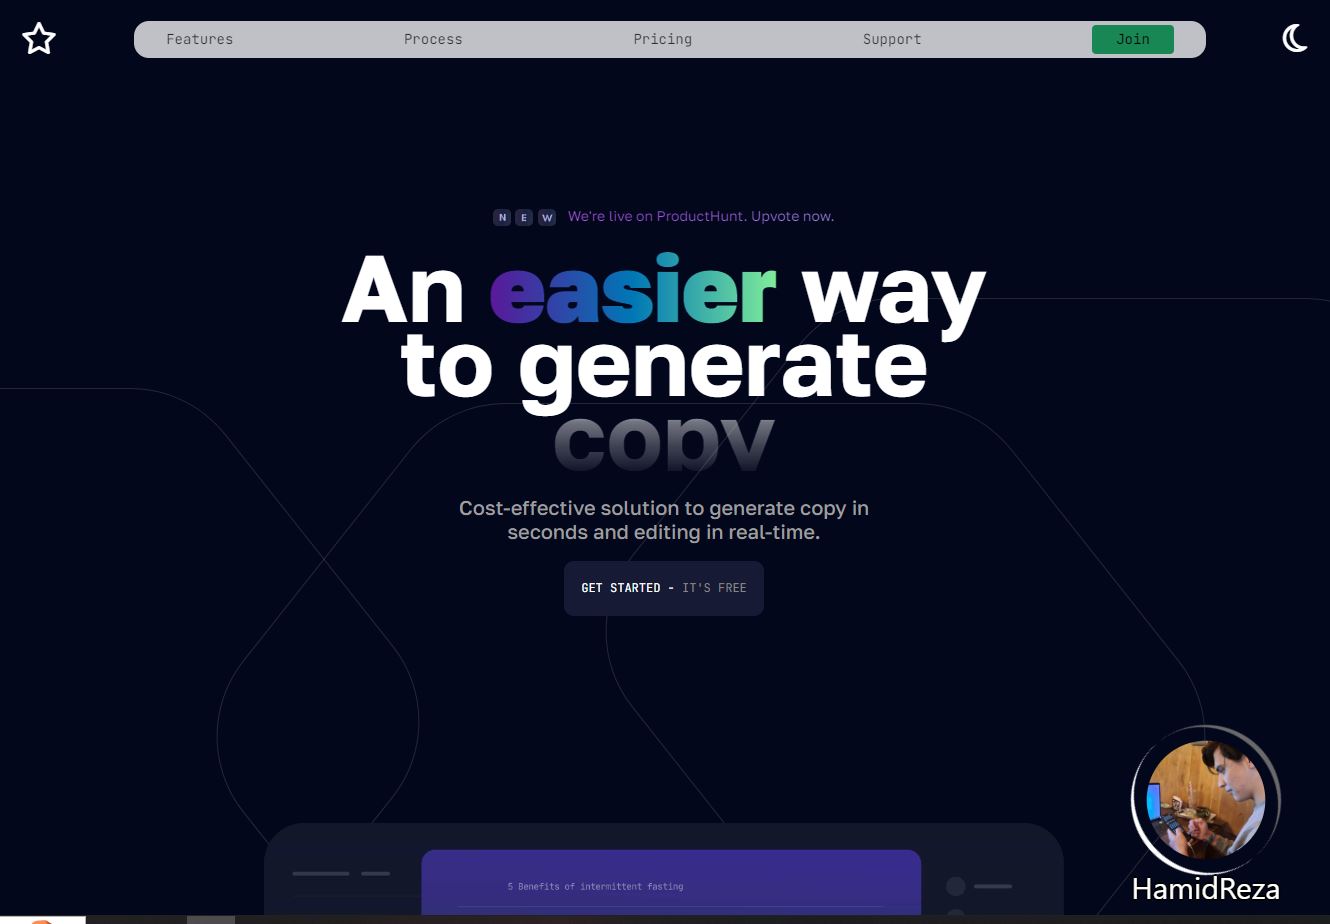 Features Process Pricing Support Join
N E W We're live on ProductHunt. Upvote now.
An easier way
to generate
copy
Cost-effective solution to generate copy in
seconds and editing in real-time.
GET STARTED - IT'S FREE
5 Benefits of intermittent fasting
HamidReza